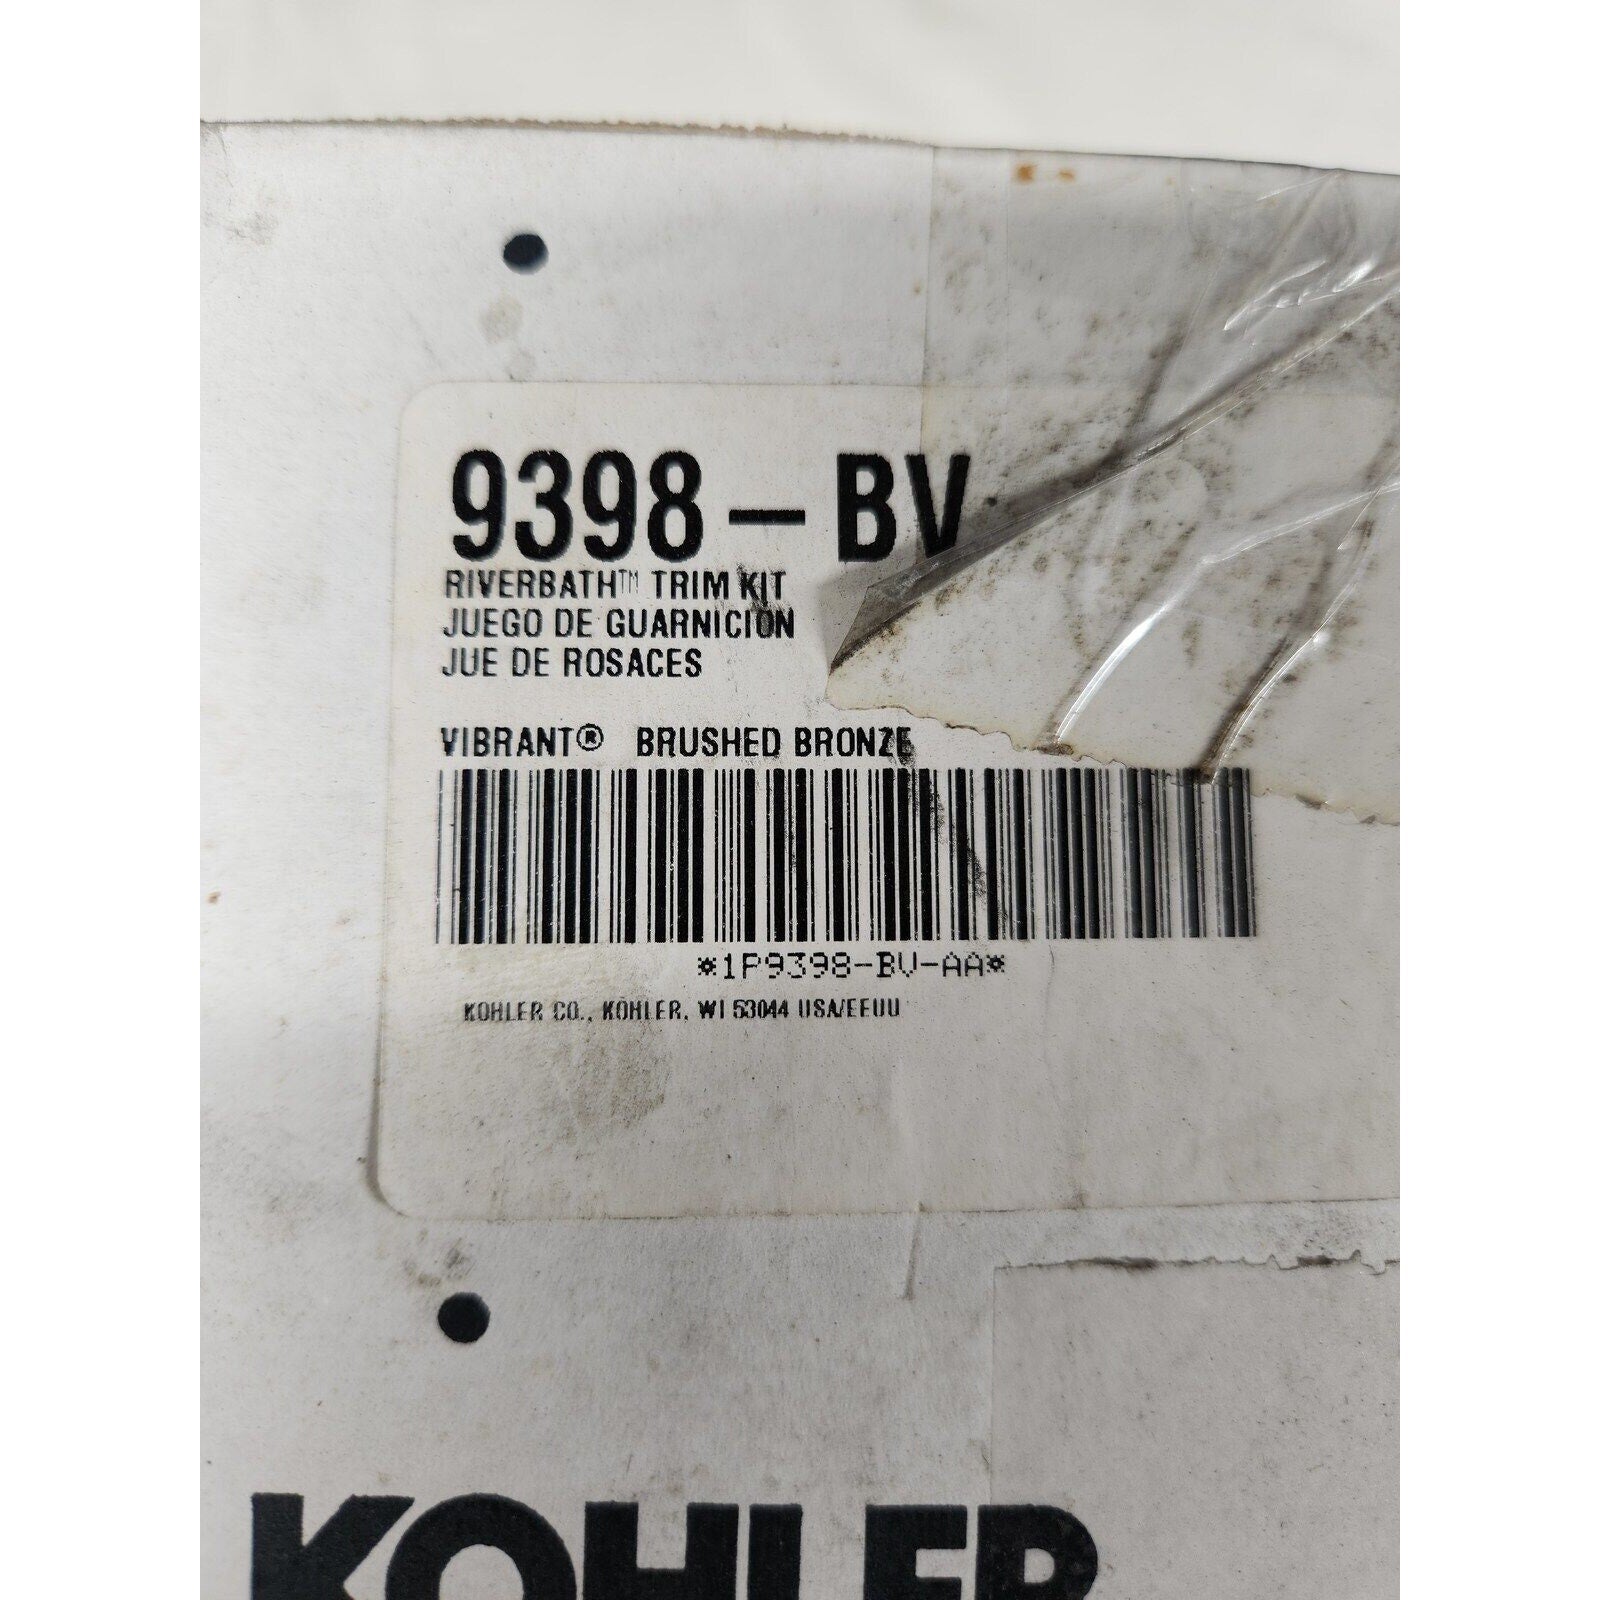 9398-BV
RIVERBATH™ TRIM KIT
JUEGO DE GUARNICION
JUE DE ROSACES
VIBRANT® BRUSHED BRONZE
*1P9398-BV-AA*
KOHLER CO., KOHLER, WI 53044 USA/EEUU
KOHLER